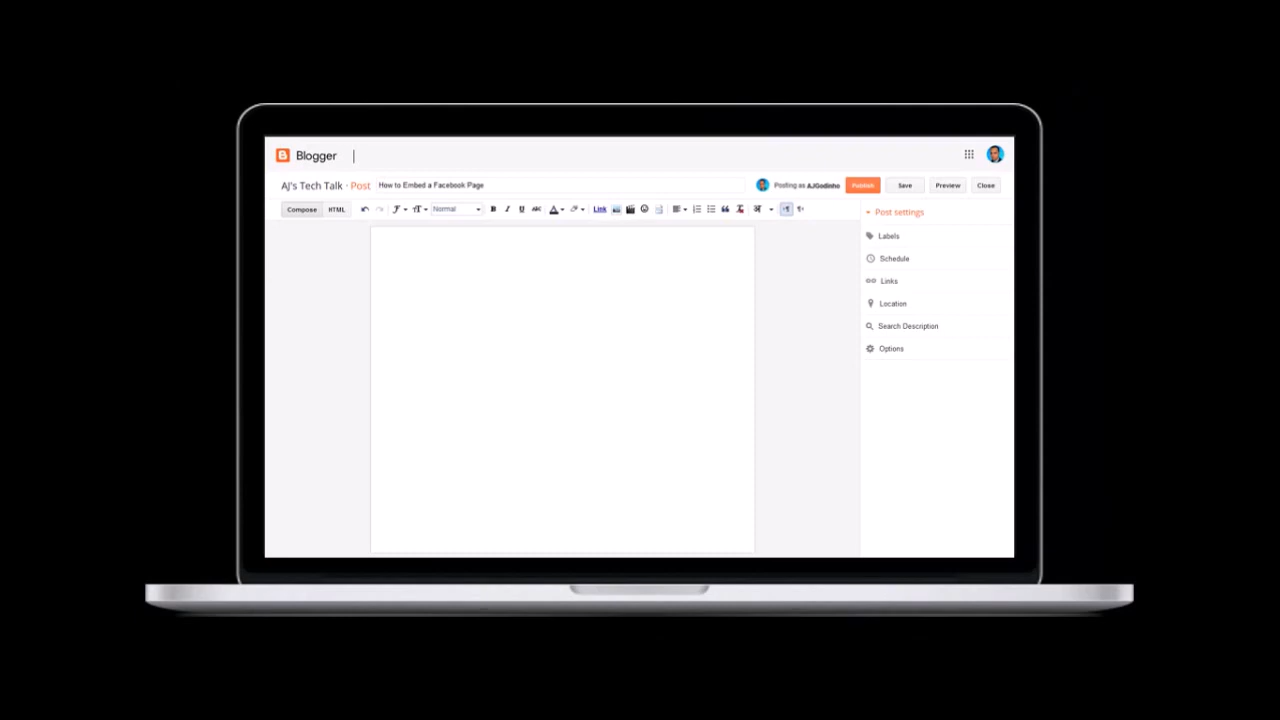 Blogger
AJ's Tech Talk · Post How to Embed a Facebook Page Posting as AJGodinho Publish Save Preview Close
Compose HTML Normal B I U ABC A Link अ
Post settings
Labels
Schedule
Links
Location
Search Description
Options